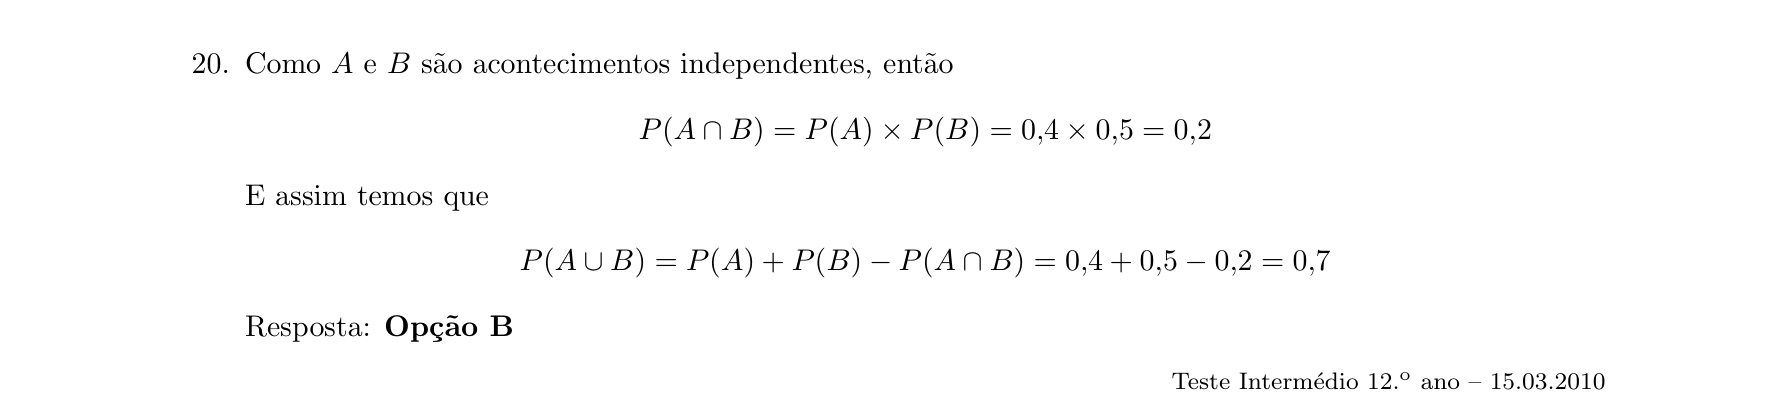 20. Como A e B são acontecimentos independentes, então
P(A ∩ B) = P(A) × P(B) = 0,4 × 0,5 = 0,2
E assim temos que
P(A ∪ B) = P(A) + P(B) − P(A ∩ B) = 0,4 + 0,5 − 0,2 = 0,7
Resposta: Opção B
Teste Intermédio 12.º ano – 15.03.2010